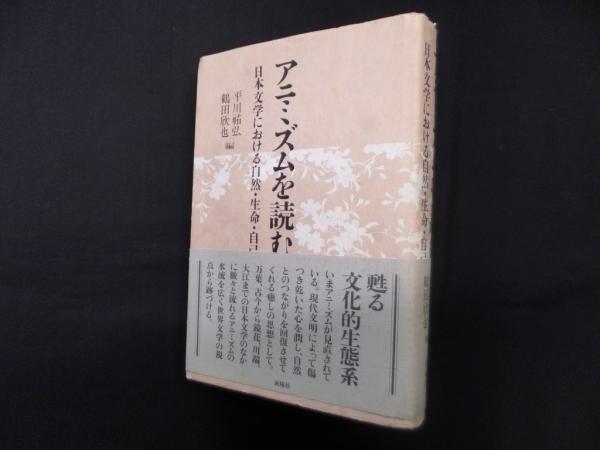 アニミズムを読む
日本文学における自然・生命・自己
平川祐弘
鶴田欣也 編
甦る
文化的生態系
いまアニミズムが見直されて
いる。現代文明によって傷
つき乾いた心を潤し、自然
とのつながりを回復させて
くれる癒しの思想として。
万葉、古今から鏡花、川端、
大江までの日本文学のなか
に綿々と流れるアニミズムの
水流を広く世界文学の視
点から跡づける。
新曜社
日本文学における自然・生命・自己